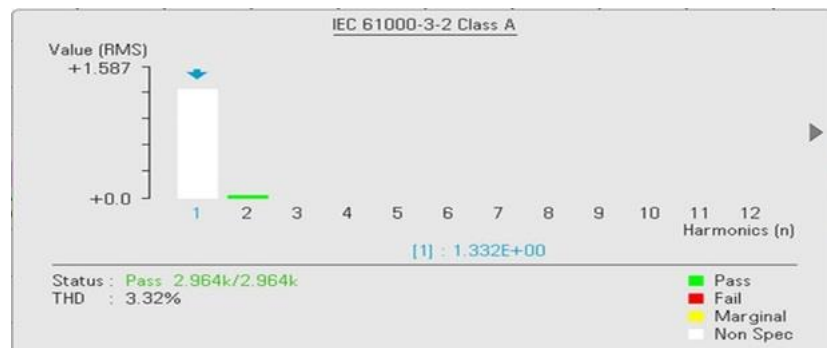 IEC 61000-3-2 Class A
Value (RMS)
+1.587
+0.0
1 2 3 4 5 6 7 8 9 10 11 12
Harmonics (n)
[1] : 1.332E+00
Status : Pass 2.964k/2.964k
THD : 3.32%
Pass
Fail
Marginal
Non Spec